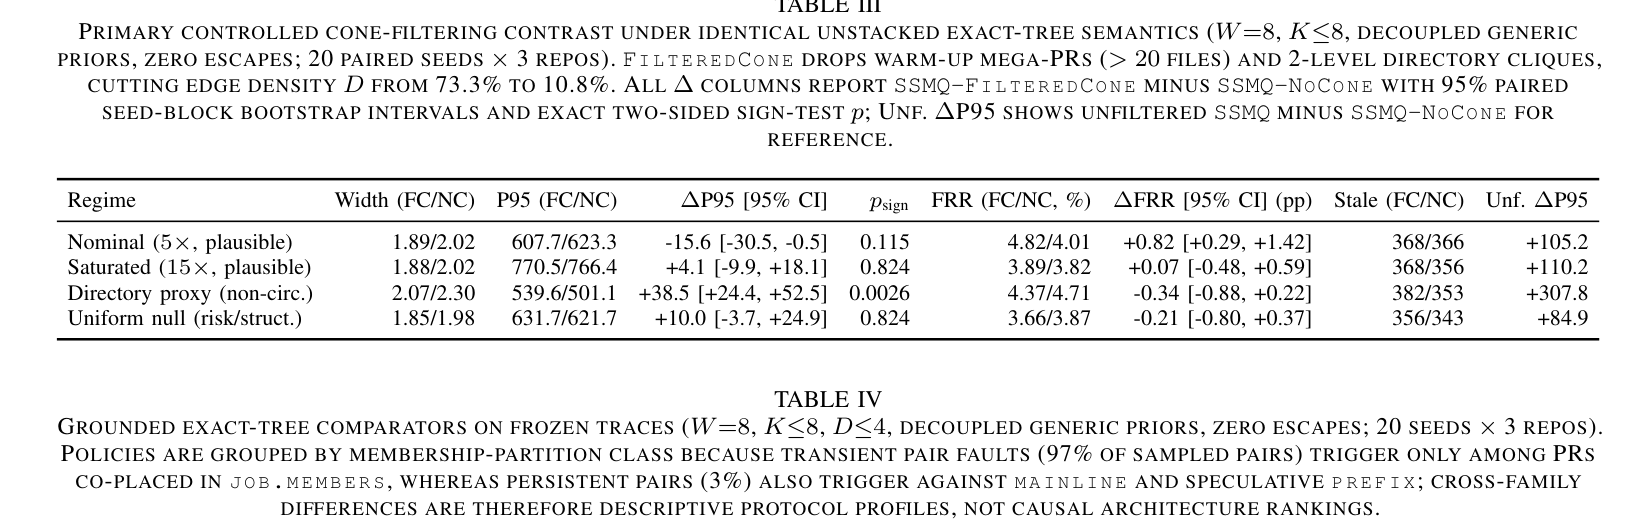 TABLE III
PRIMARY CONTROLLED CONE-FILTERING CONTRAST UNDER IDENTICAL UNSTACKED EXACT-TREE SEMANTICS (W=8, K≤8, DECOUPLED GENERIC
PRIORS, ZERO ESCAPES; 20 PAIRED SEEDS × 3 REPOS). FILTEREDCONE DROPS WARM-UP MEGA-PRS (> 20 FILES) AND 2-LEVEL DIRECTORY CLIQUES,
CUTTING EDGE DENSITY D FROM 73.3% TO 10.8%. ALL Δ COLUMNS REPORT SSMQ-FILTEREDCONE MINUS SSMQ-NOCONE WITH 95% PAIRED
SEED-BLOCK BOOTSTRAP INTERVALS AND EXACT TWO-SIDED SIGN-TEST p; UNF. ΔP95 SHOWS UNFILTERED SSMQ MINUS SSMQ-NOCONE FOR
REFERENCE.
Regime Width (FC/NC) P95 (FC/NC) ΔP95 [95% CI] psign FRR (FC/NC, %) ΔFRR [95% CI] (pp) Stale (FC/NC) Unf. ΔP95
Nominal (5×, plausible) 1.89/2.02 607.7/623.3 -15.6 [-30.5, -0.5] 0.115 4.82/4.01 +0.82 [+0.29, +1.42] 368/366 +105.2
Saturated (15×, plausible) 1.88/2.02 770.5/766.4 +4.1 [-9.9, +18.1] 0.824 3.89/3.82 +0.07 [-0.48, +0.59] 368/356 +110.2
Directory proxy (non-circ.) 2.07/2.30 539.6/501.1 +38.5 [+24.4, +52.5] 0.0026 4.37/4.71 -0.34 [-0.88, +0.22] 382/353 +307.8
Uniform null (risk/struct.) 1.85/1.98 631.7/621.7 +10.0 [-3.7, +24.9] 0.824 3.66/3.87 -0.21 [-0.80, +0.37] 356/343 +84.9
TABLE IV
GROUNDED EXACT-TREE COMPARATORS ON FROZEN TRACES (W=8, K≤8, D≤4, DECOUPLED GENERIC PRIORS, ZERO ESCAPES; 20 SEEDS × 3 REPOS).
POLICIES ARE GROUPED BY MEMBERSHIP-PARTITION CLASS BECAUSE TRANSIENT PAIR FAULTS (97% OF SAMPLED PAIRS) TRIGGER ONLY AMONG PRS
CO-PLACED IN JOB.MEMBERS, WHEREAS PERSISTENT PAIRS (3%) ALSO TRIGGER AGAINST MAINLINE AND SPECULATIVE PREFIX; CROSS-FAMILY
DIFFERENCES ARE THEREFORE DESCRIPTIVE PROTOCOL PROFILES, NOT CAUSAL ARCHITECTURE RANKINGS.